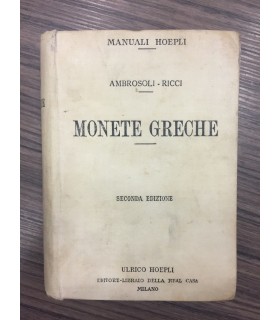 MANUALI HOEPLI
AMBROSOLI - RICCI
MONETE GRECHE
SECONDA EDIZIONE
ULRICO HOEPLI
EDITORE-LIBRAIO DELLA REAL CASA
MILANO